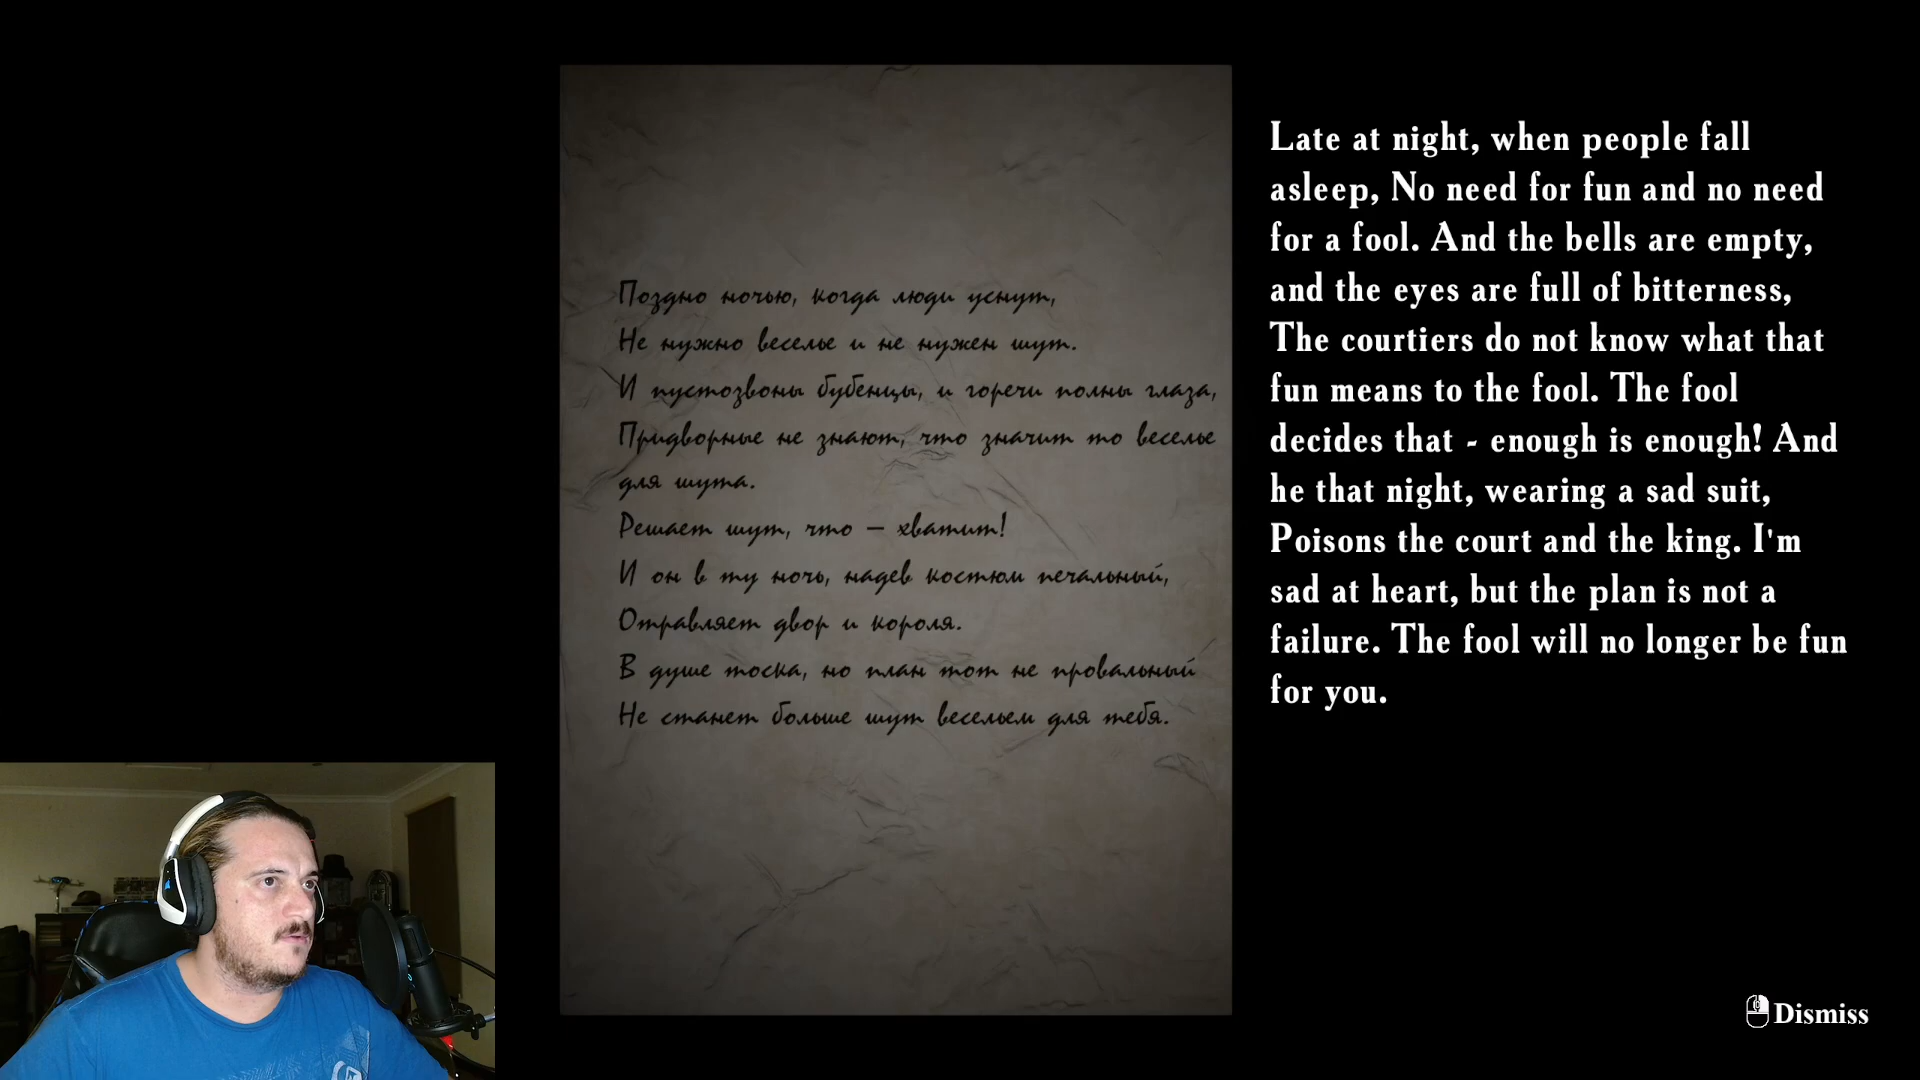 Поздно ночью, когда люди уснут,
Не нужно веселье и не нужен шут.
И пустозвоны бубенцы, и горечи полны глаза,
Придворные не знают, что значит то веселье
для шута.
Решает шут, что – хватит!
И он в ту ночь, надев костюм печальный,
Отравляет двор и короля.
В душе тоска, но план тот не провальный
Не станет больше шут весельем для тебя.
Late at night, when people fall
asleep, No need for fun and no need
for a fool. And the bells are empty,
and the eyes are full of bitterness,
The courtiers do not know what that
fun means to the fool. The fool
decides that - enough is enough! And
he that night, wearing a sad suit,
Poisons the court and the king. I'm
sad at heart, but the plan is not a
failure. The fool will no longer be fun
for you.
Dismiss